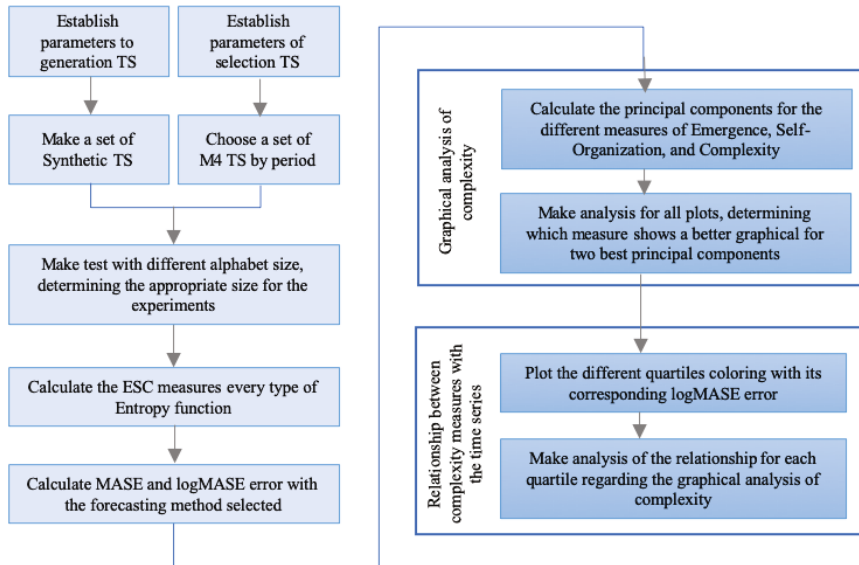 Establish
parameters to
generation TS
Establish
parameters of
selection TS
Make a set of
Synthetic TS
Choose a set of
M4 TS by period
Make test with different alphabet size,
determining the appropriate size for the
experiments
Calculate the ESC measures every type of
Entropy function
Calculate MASE and logMASE error with
the forecasting method selected
Graphical analysis of
complexity
Calculate the principal components for the
different measures of Emergence, Self-
Organization, and Complexity
Make analysis for all plots, determining
which measure shows a better graphical for
two best principal components
Relationship between
complexity measures with
the time series
Plot the different quartiles coloring with its
corresponding logMASE error
Make analysis of the relationship for each
quartile regarding the graphical analysis of
complexity